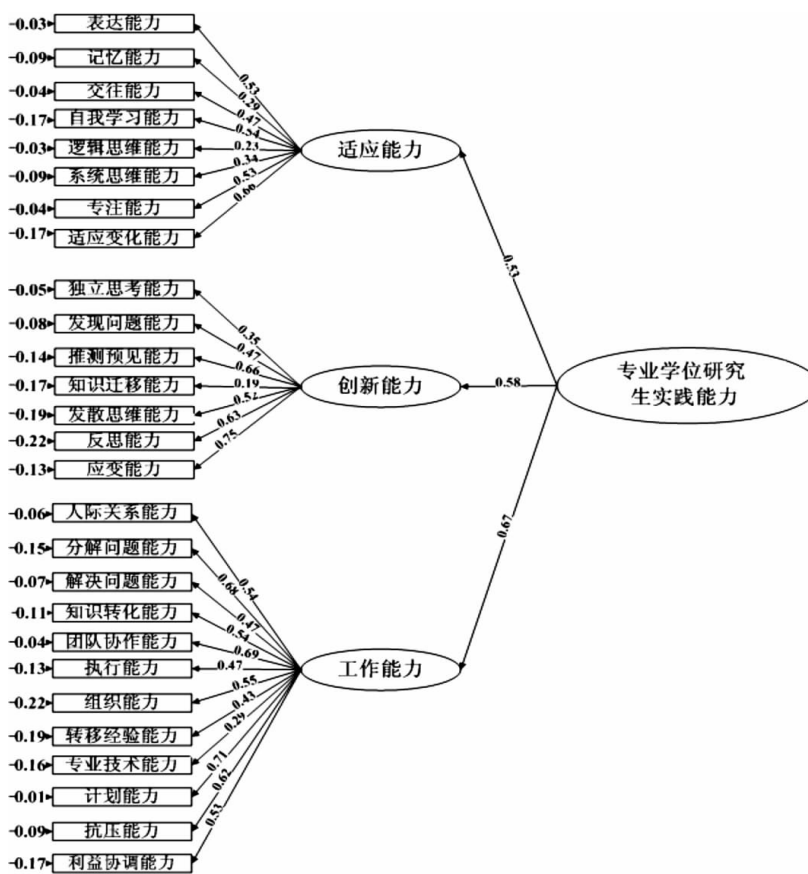 -0.03 表达能力
-0.09 记忆能力
-0.04 交往能力
-0.17 自我学习能力
-0.03 逻辑思维能力
-0.09 系统思维能力
-0.04 专注能力
-0.17 适应变化能力
0.53
0.29
0.47
0.54
0.23
0.34
0.53
0.66
适应能力
0.53
-0.05 独立思考能力
-0.08 发现问题能力
-0.14 推测预见能力
-0.17 知识迁移能力
-0.19 发散思维能力
-0.22 反思能力
-0.13 应变能力
0.35
0.47
0.66
0.19
0.63
0.75
创新能力
0.58
专业学位研究
生实践能力
-0.06 人际关系能力
-0.15 分解问题能力
-0.07 解决问题能力
-0.11 知识转化能力
-0.04 团队协作能力
-0.13 执行能力
-0.22 组织能力
-0.19 转移经验能力
-0.16 专业技术能力
-0.01 计划能力
-0.09 抗压能力
-0.17 利益协调能力
0.54
0.68
0.47
0.54
0.69
0.47
0.55
0.43
0.29
0.71
0.62
0.53
工作能力
0.67